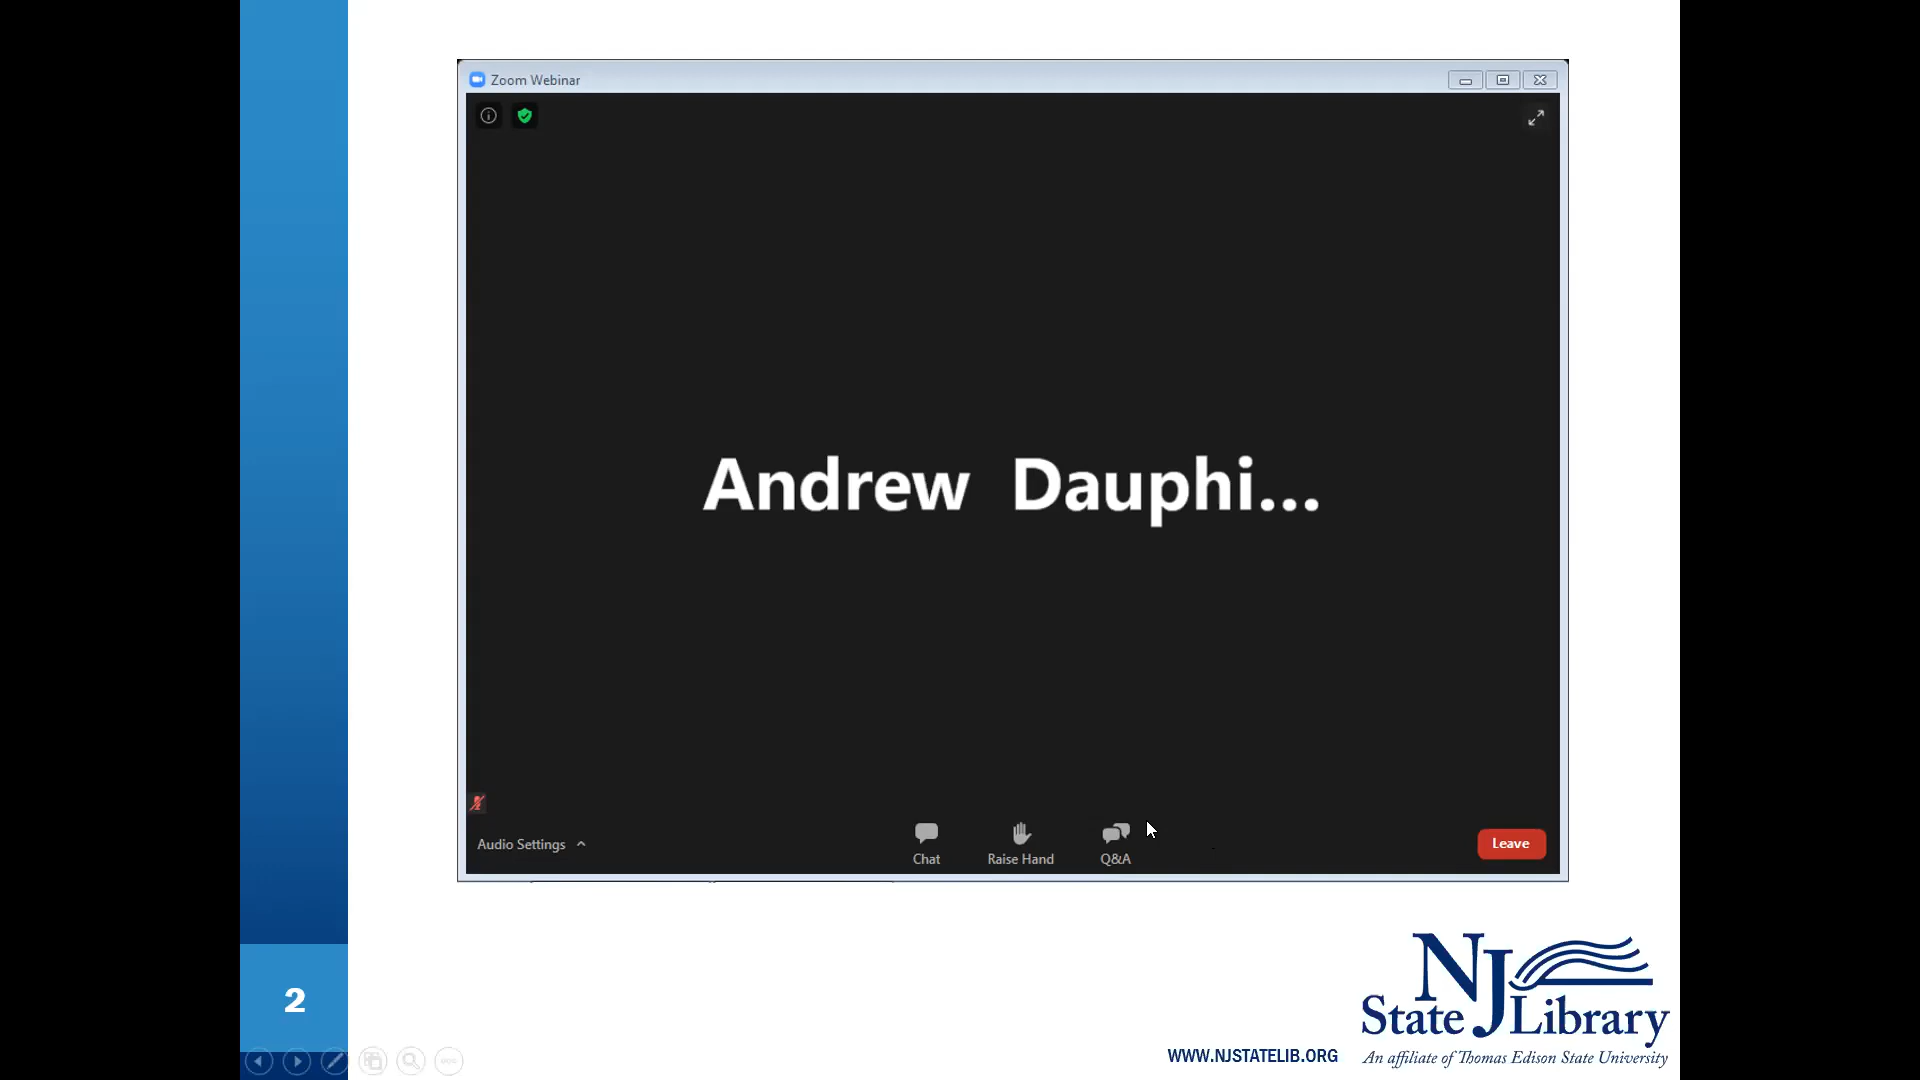 Zoom Webinar
Andrew Dauphi...
Audio Settings
Chat
Raise Hand
Q&A
Leave
2
NJ
State Library
WWW.NJSTATELIB.ORG
An affiliate of Thomas Edison State University